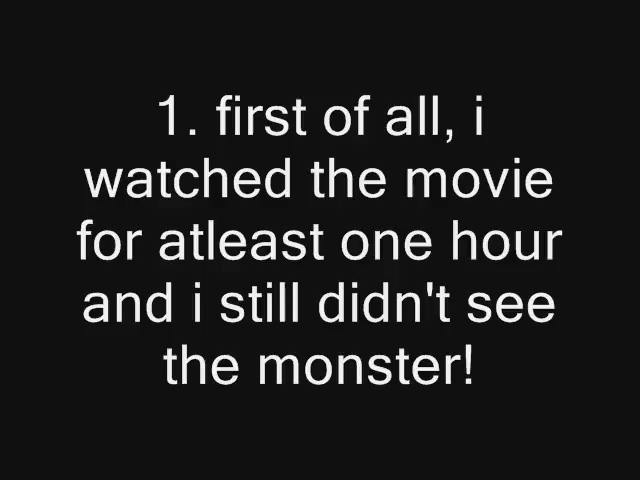 1. first of all, i
watched the movie
for atleast one hour
and i still didn't see
the monster!